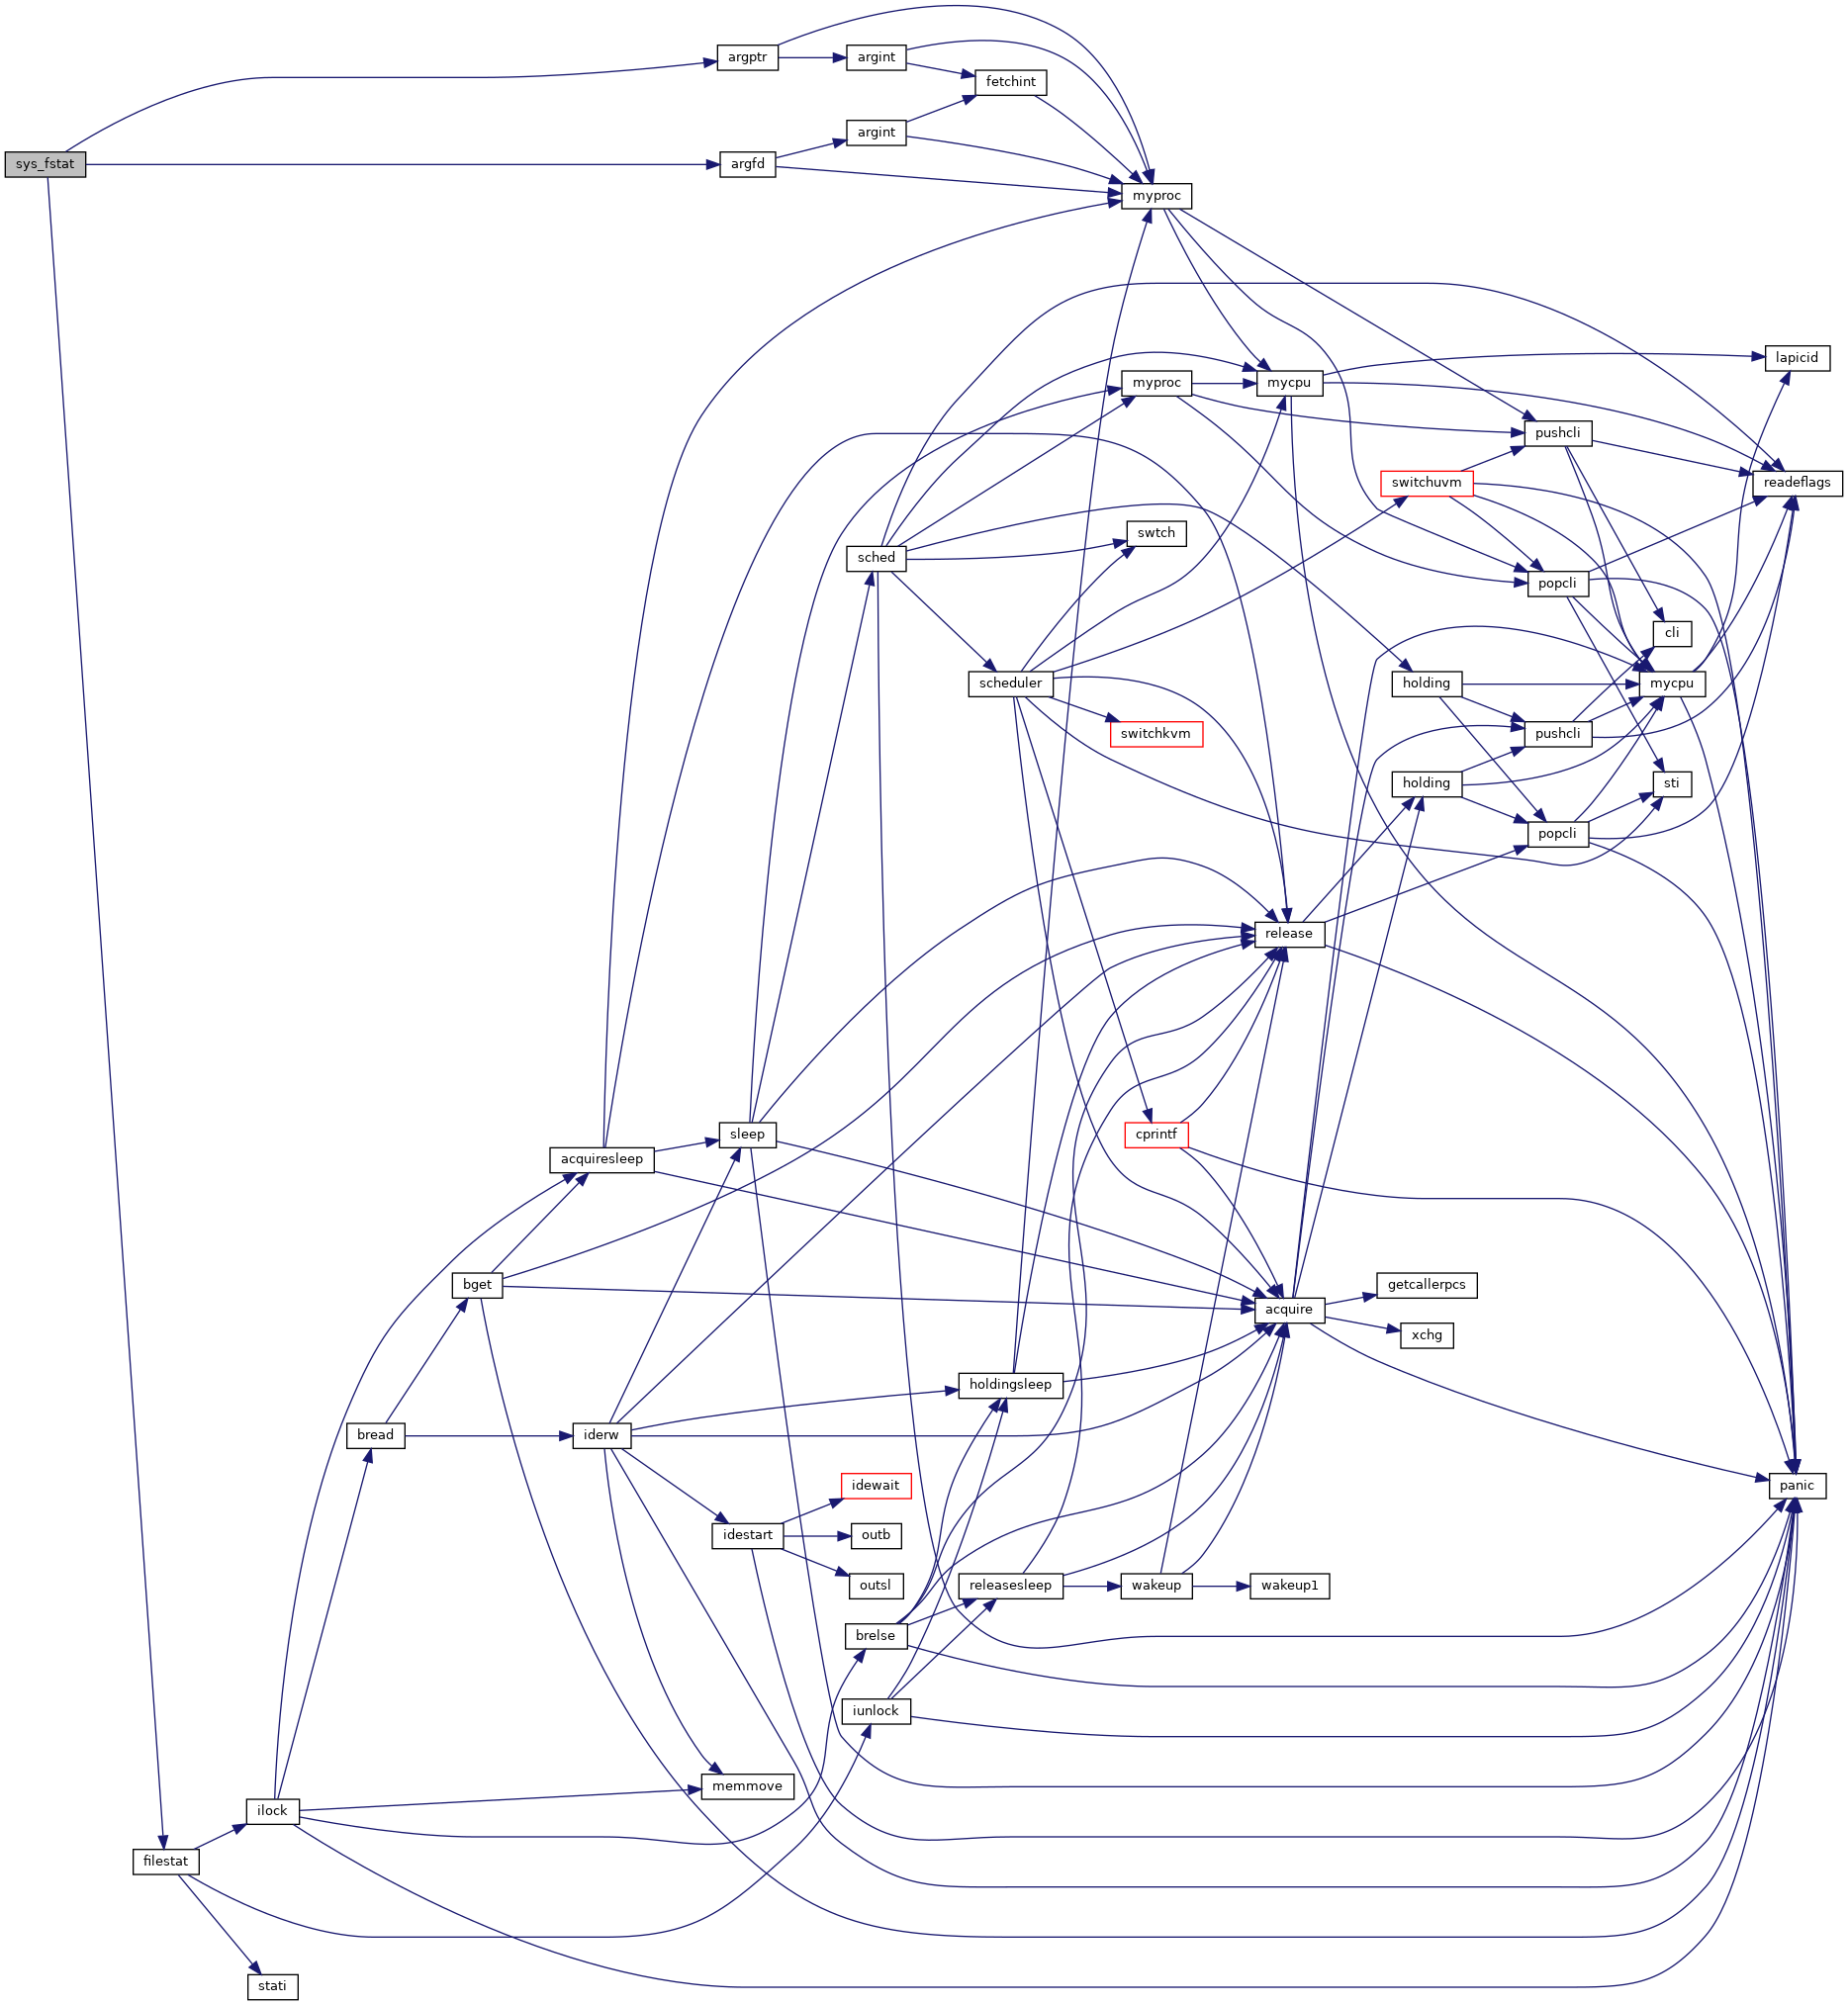 argptr
argint
fetchint
argint
sys_fstat
argfd
myproc
lapicid
myproc
mycpu
pushcli
switchuvm
readeflags
swtch
sched
popcli
cli
scheduler
holding
mycpu
switchkvm
pushcli
holding
sti
popcli
release
sleep
cprintf
acquiresleep
bget
getcallerpcs
acquire
xchg
holdingsleep
bread
iderw
idewait
panic
idestart
outb
outsl
releasesleep
wakeup
wakeup1
brelse
iunlock
memmove
ilock
filestat
stati